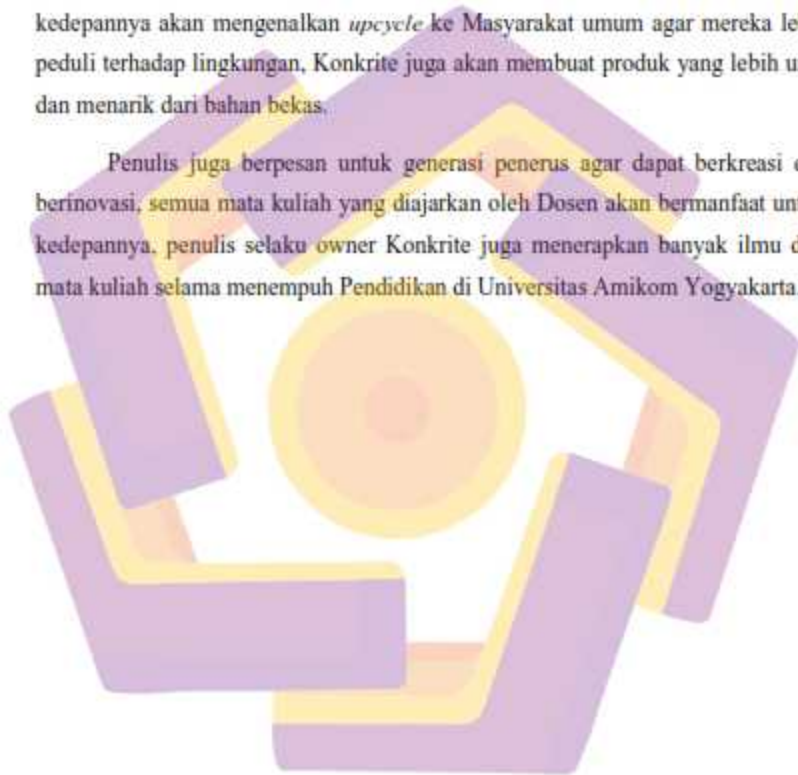 kedepannya akan mengenalkan upcycle ke Masyarakat umum agar mereka le
peduli terhadap lingkungan, Konkrite juga akan membuat produk yang lebih u
dan menarik dari bahan bekas.
Penulis juga berpesan untuk generasi penerus agar dapat berkreasi
berinovasi, semua mata kuliah yang diajarkan oleh Dosen akan bermanfaat un
kedepannya, penulis selaku owner Konkrite juga menerapkan banyak ilmu d
mata kuliah selama menempuh Pendidikan di Universitas Amikom Yogyakarta